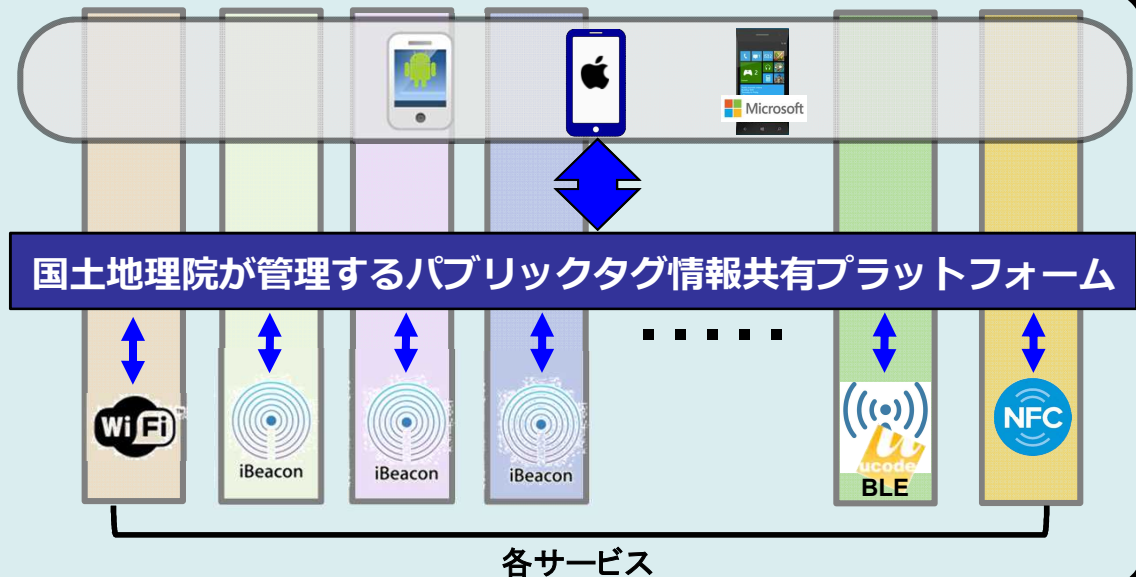 Microsoft
国土地理院が管理するパブリックタグ情報共有プラットフォーム
・・・・・
Wi Fi
iBeacon
iBeacon
iBeacon
ucode
BLE
NFC
各サービス